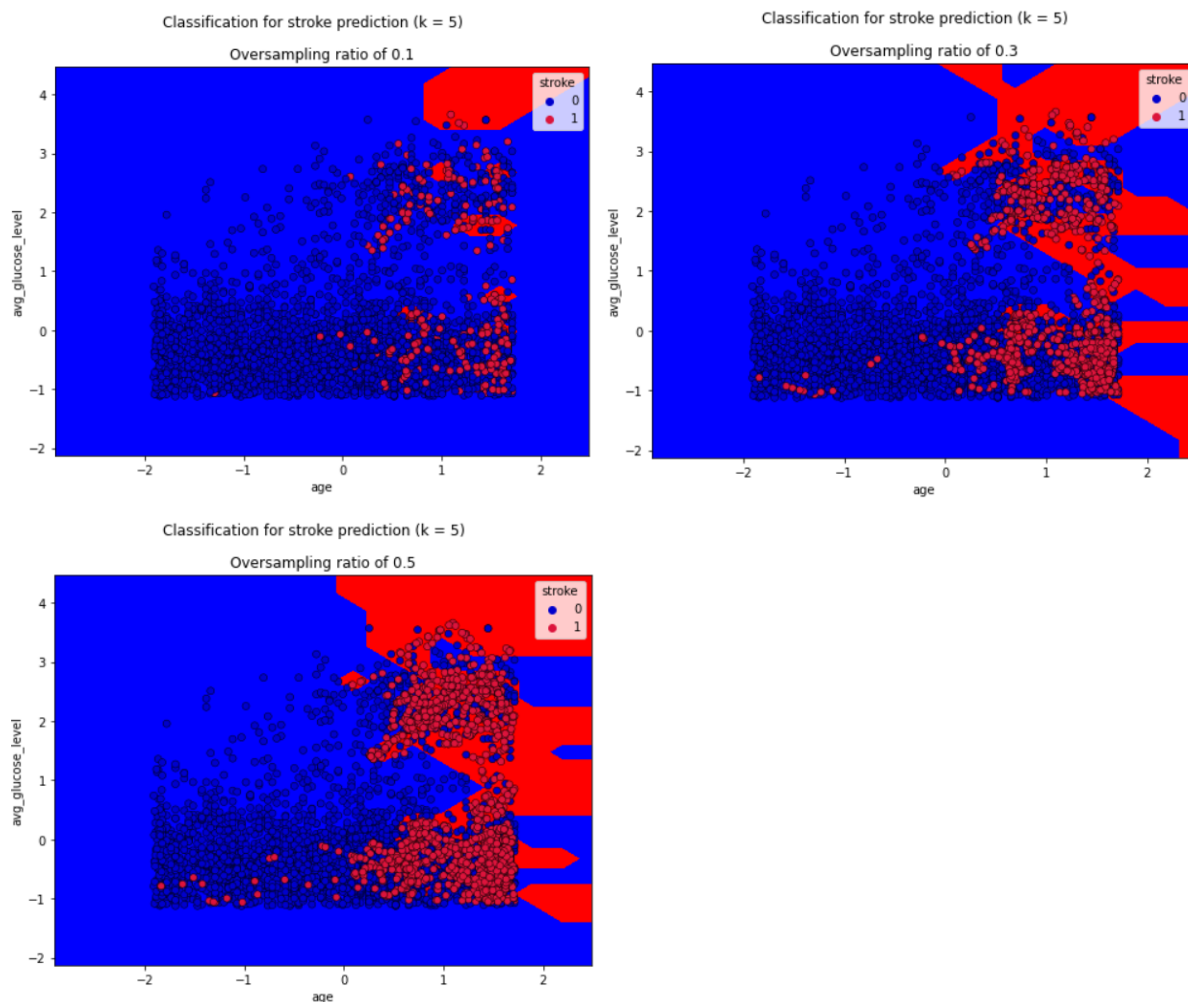 Classification for stroke prediction (k = 5)
Oversampling ratio of 0.1
stroke
0
1
4
3
2
1
0
−1
−2
avg_glucose_level
−2 −1 0 1 2
age
Classification for stroke prediction (k = 5)
Oversampling ratio of 0.3
stroke
0
1
4
3
2
1
0
−1
−2
avg_glucose_level
−2 −1 0 1 2
age
Classification for stroke prediction (k = 5)
Oversampling ratio of 0.5
stroke
0
1
4
3
2
1
0
−1
−2
avg_glucose_level
−2 −1 0 1 2
age